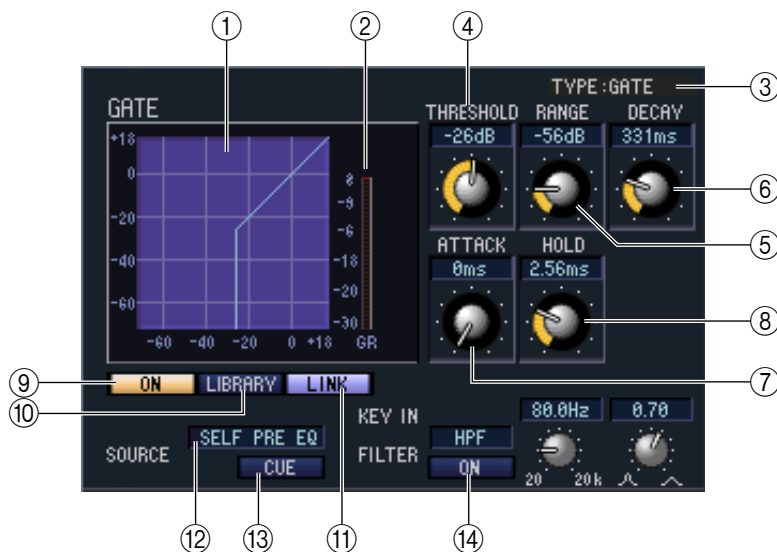 ① ② ④
TYPE:GATE ③
GATE
THRESHOLD RANGE DECAY
-26dB -56dB 331ms
+18
0
-20
-40
-60
-60 -40 -20 0 +18
-9
-6
-18
-20
-30
GR
⑥
⑤
ATTACK HOLD
0ms 2.56ms
⑧
⑦
⑨ ON LIBRARY LINK
⑩
KEY IN
80.0Hz 0.70
SOURCE SELF PRE EQ
CUE
FILTER HPF
ON
20 20k
⑫ ⑬ ⑪ ⑭